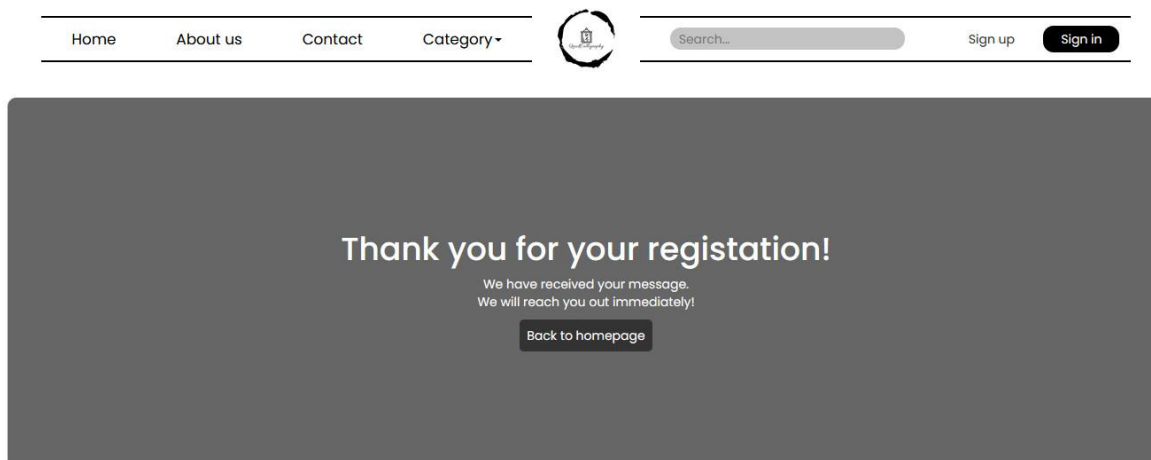 Home About us Contact Category Search... Sign up Sign in
Thank you for your registation!
We have received your message.
We will reach you out immediately!
Back to homepage